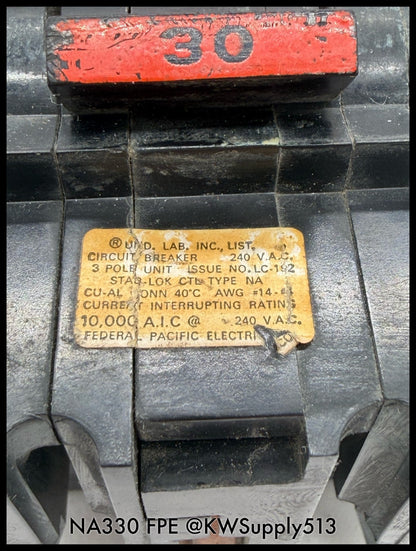 30
® UND. LAB. INC., LIST.
CIRCUIT BREAKER 240 V.A.C.
3 POLE UNIT ISSUE NO. LC-192
STAB-LOK CTL TYPE NA
CU-AL CONN 40°C AWG #14-
CURRENT INTERRUPTING RATING
10,000 A.I.C @ 240 V.A.C.
FEDERAL PACIFIC ELECTRI
NA330 FPE @KWSupply513